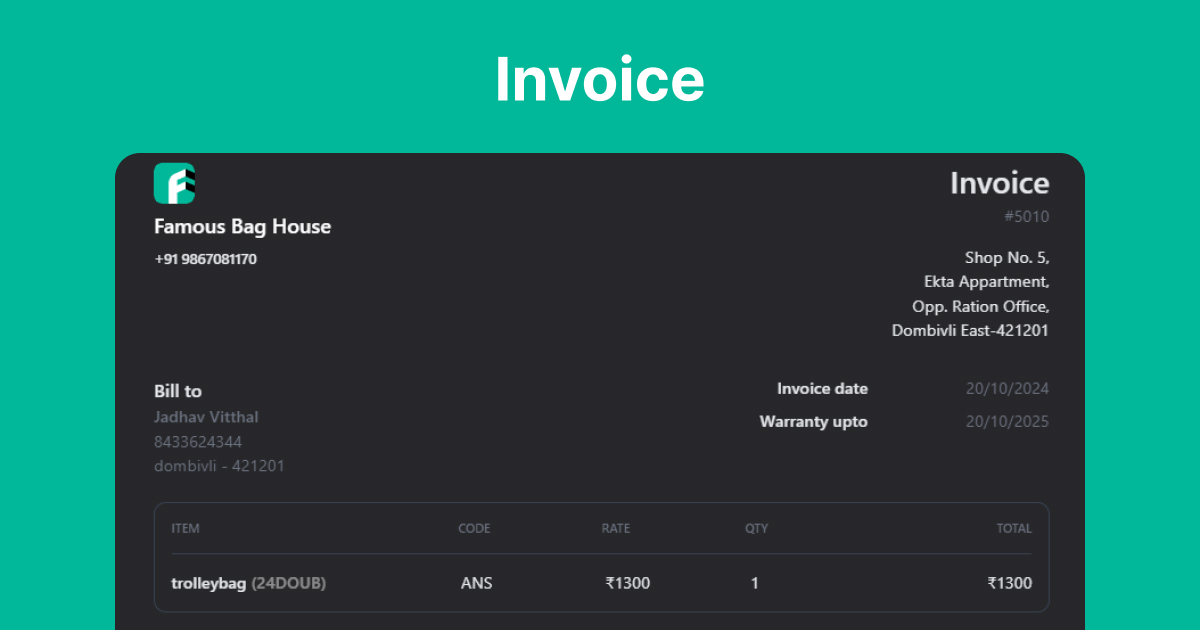 Invoice
Famous Bag House
+91 9867081170
Invoice
#5010
Shop No. 5,
Ekta Appartment,
Opp. Ration Office,
Dombivli East-421201
Bill to
Jadhav Vitthal
8433624344
dombivli - 421201
Invoice date 20/10/2024
Warranty upto 20/10/2025
ITEM CODE RATE QTY TOTAL
trolleybag (24DOUB) ANS ₹1300 1 ₹1300